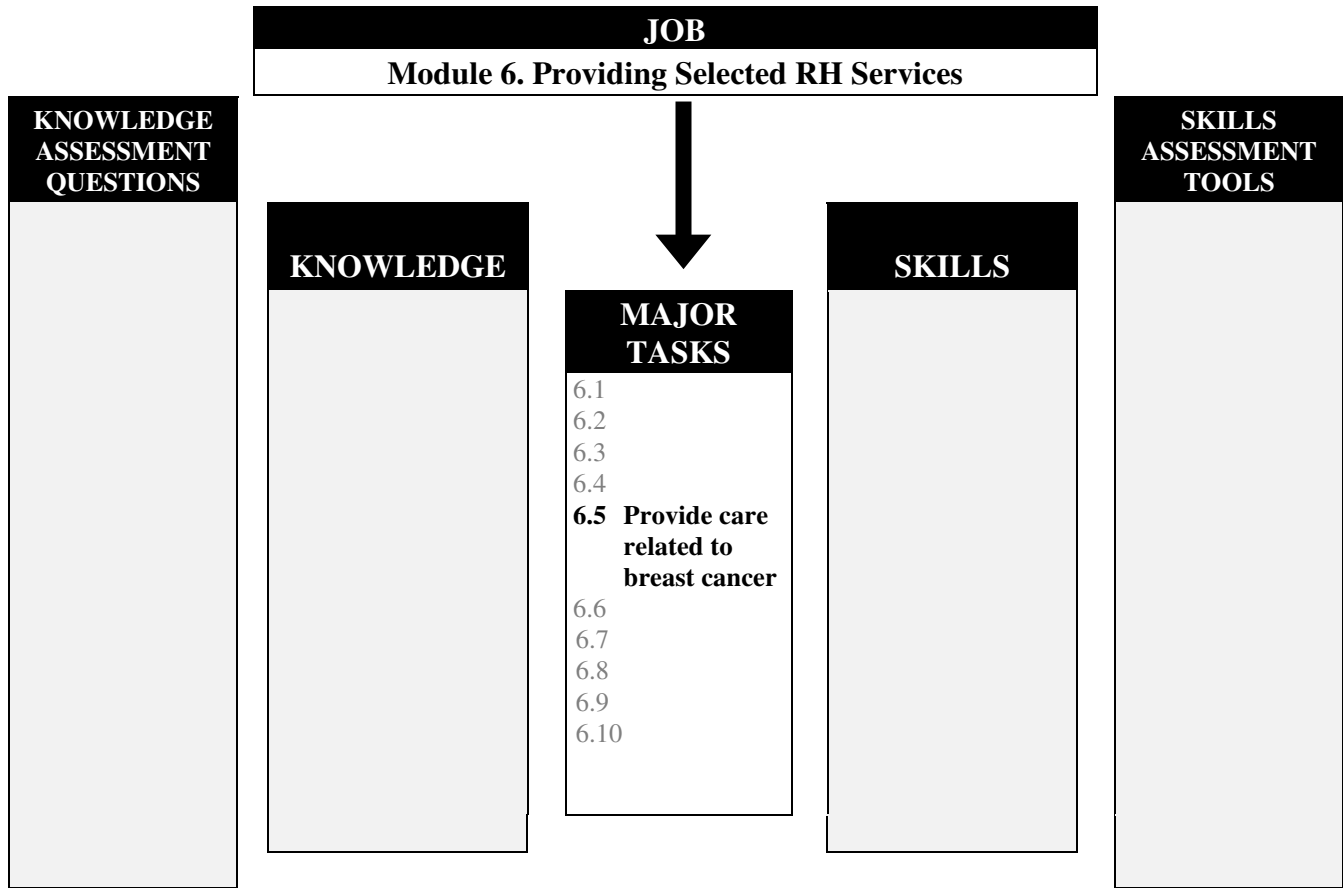 JOB
Module 6. Providing Selected RH Services
KNOWLEDGE
ASSESSMENT
QUESTIONS
SKILLS
ASSESSMENT
TOOLS
KNOWLEDGE
SKILLS
MAJOR
TASKS
6.1
6.2
6.3
6.4
6.5 Provide care
related to
breast cancer
6.6
6.7
6.8
6.9
6.10